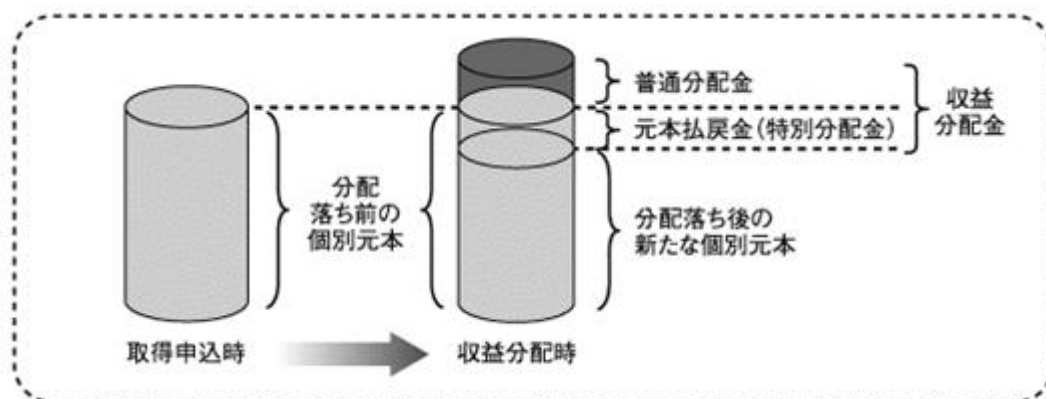 普通分配金
収益
分配金
元本払戻金(特別分配金)
分配
落ち前の
個別元本
分配落ち後の
新たな個別元本
取得申込時
収益分配時